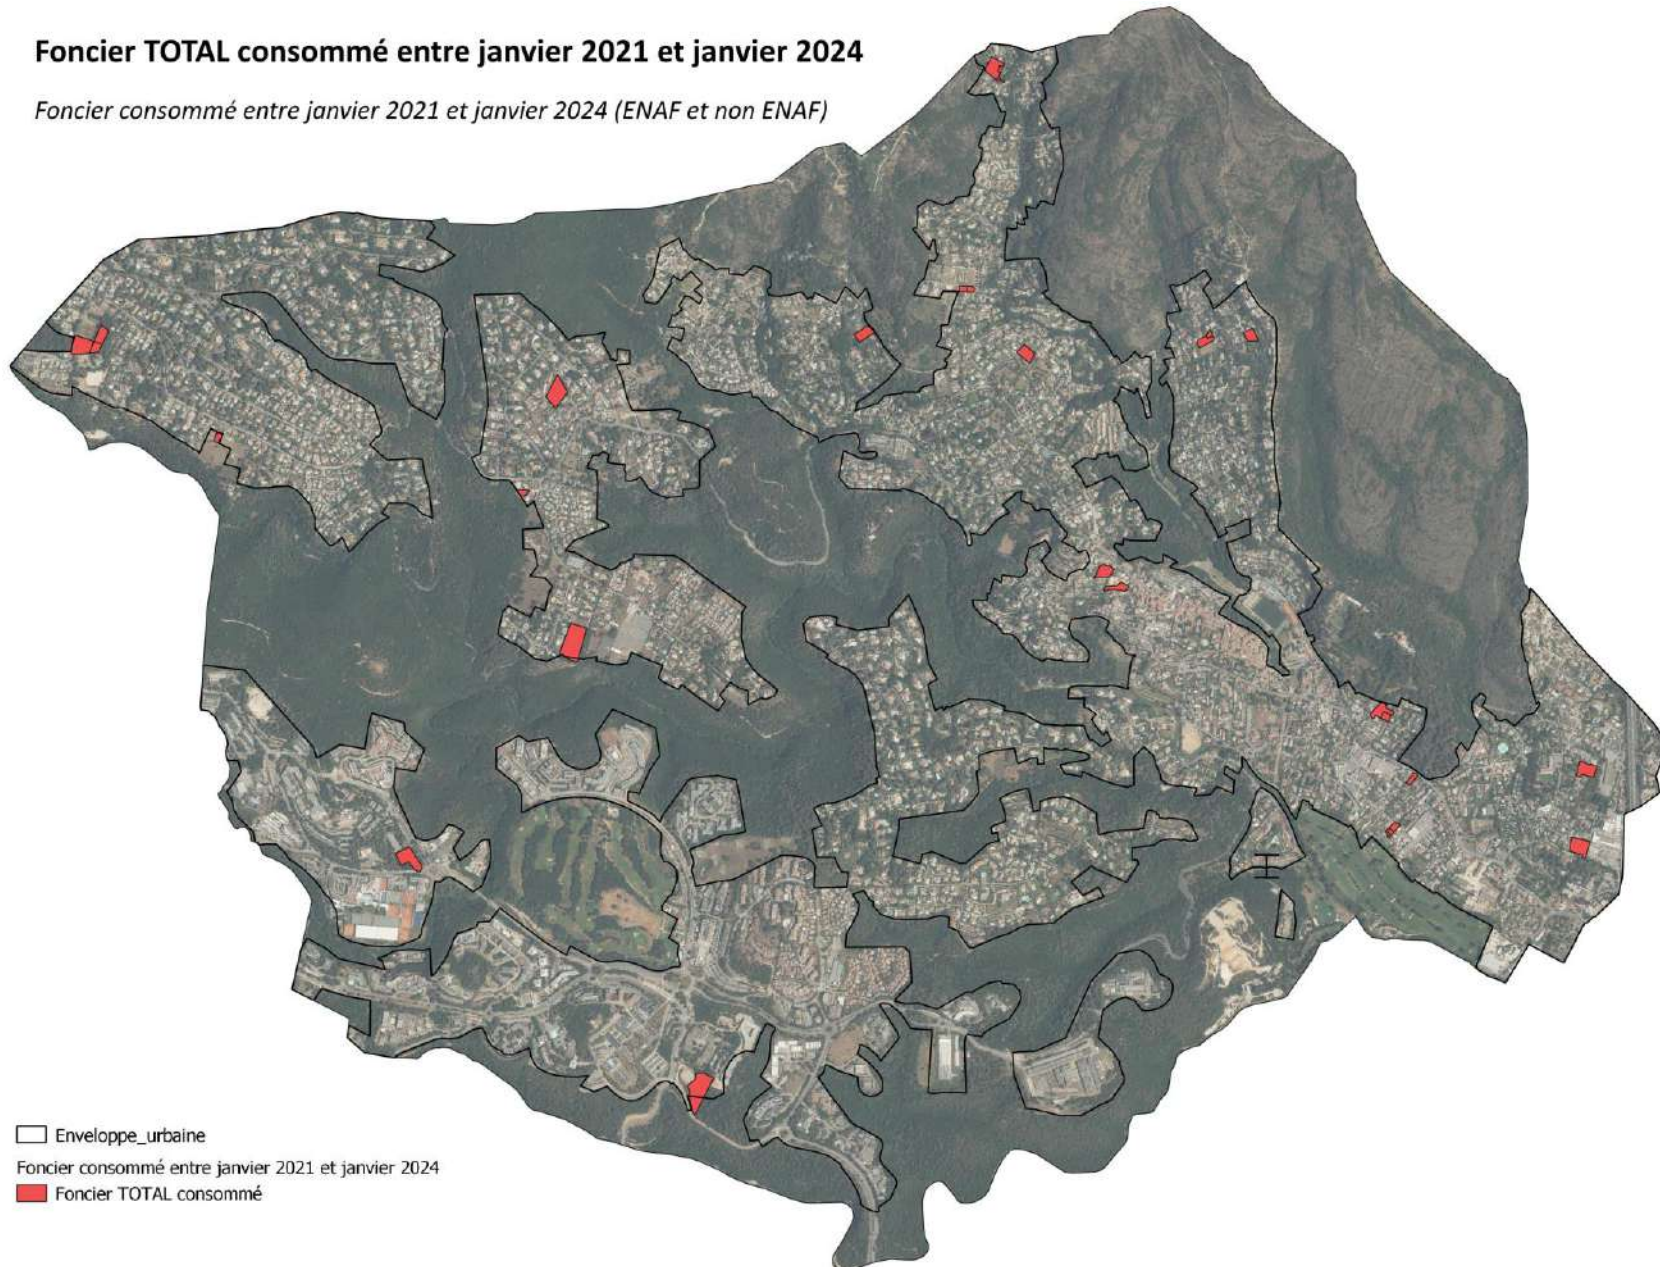 Foncier TOTAL consommé entre janvier 2021 et janvier 2024
Foncier consommé entre janvier 2021 et janvier 2024 (ENAF et non ENAF)
Enveloppe_urbaine
Foncier consommé entre janvier 2021 et janvier 2024
Foncier TOTAL consommé